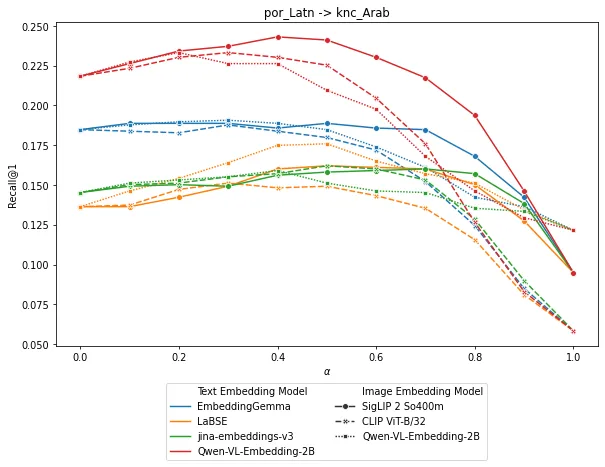 por_Latn -> knc_Arab
0.250
0.225
0.200
0.175
0.150
0.125
0.100
0.075
0.050
Recall@1
0.0 0.2 0.4 0.6 0.8 1.0
α
Text Embedding Model Image Embedding Model
EmbeddingGemma SigLIP 2 So400m
LaBSE CLIP ViT-B/32
jina-embeddings-v3 Qwen-VL-Embedding-2B
Qwen-VL-Embedding-2B